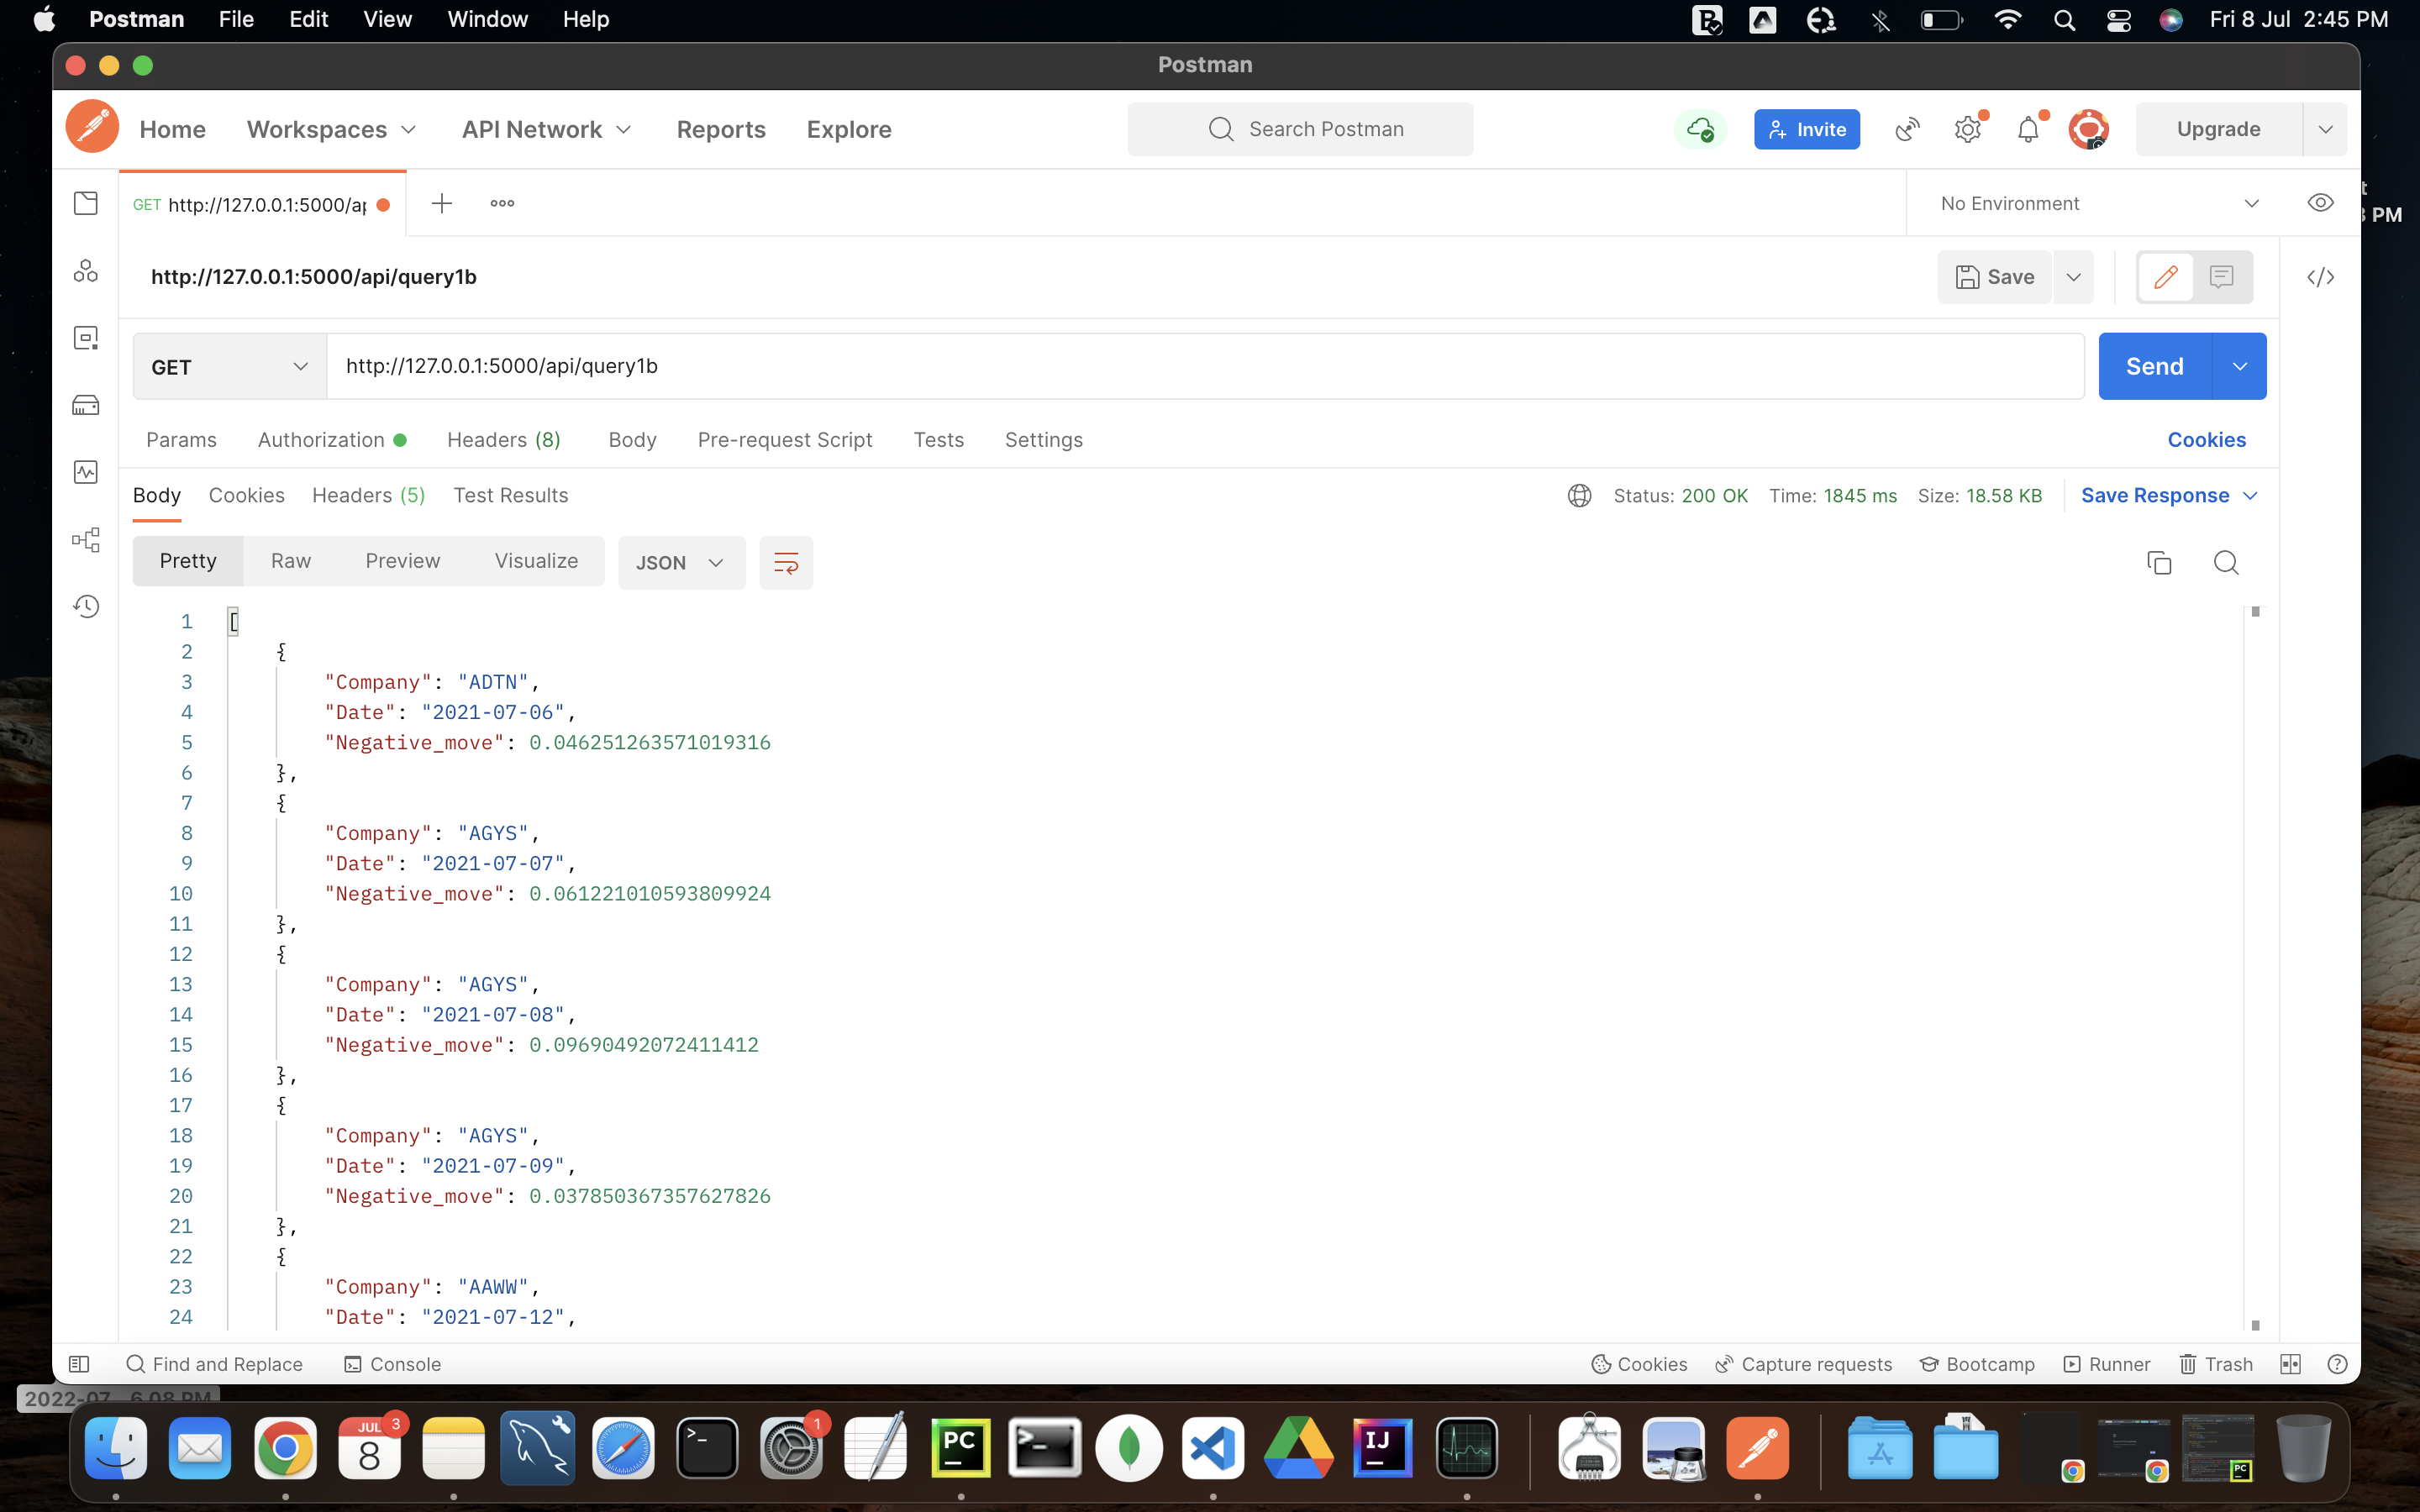 Postman File Edit View Window Help Fri 8 Jul 2:45 PM
Postman
Home Workspaces API Network Reports Explore Search Postman Invite Upgrade
GET http://127.0.0.1:5000/ap No Environment
PM
http://127.0.0.1:5000/api/query1b Save
GET http://127.0.0.1:5000/api/query1b Send
Params Authorization Headers (8) Body Pre-request Script Tests Settings Cookies
Body Cookies Headers (5) Test Results Status: 200 OK Time: 1845 ms Size: 18.58 KB Save Response
Pretty Raw Preview Visualize JSON
1 [
2 {
3 "Company": "ADTN",
4 "Date": "2021-07-06",
5 "Negative_move": 0.046251263571019316
6 },
7 {
8 "Company": "AGYS",
9 "Date": "2021-07-07",
10 "Negative_move": 0.061221010593809924
11 },
12 {
13 "Company": "AGYS",
14 "Date": "2021-07-08",
15 "Negative_move": 0.09690492072411412
16 },
17 {
18 "Company": "AGYS",
19 "Date": "2021-07-09",
20 "Negative_move": 0.037850367357627826
21 },
22 {
23 "Company": "AAWW",
24 "Date": "2021-07-12",
Find and Replace Console Cookies Capture requests Bootcamp Runner Trash
2022-07... 6.08 PM
JUL 3 1
8 PC IJ PC